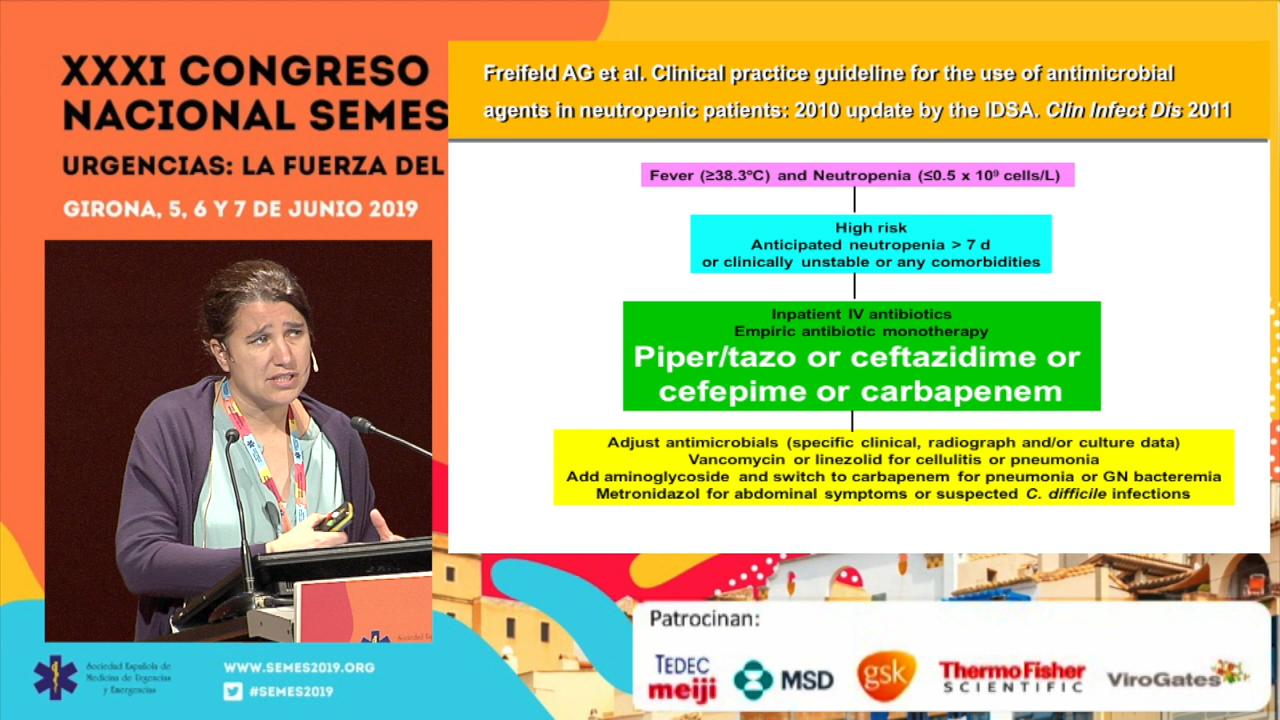 XXXI CONGRESO
NACIONAL SEMES
URGENCIAS: LA FUERZA DEL
GIRONA, 5, 6 Y 7 DE JUNIO 2019
Freifeld AG et al. Clinical practice guideline for the use of antimicrobial
agents in neutropenic patients: 2010 update by the IDSA. Clin Infect Dis 2011
Fever (≥38.3ºC) and Neutropenia (≤0.5 x 10⁹ cells/L)
High risk
Anticipated neutropenia > 7 d
or clinically unstable or any comorbidities
Inpatient IV antibiotics
Empiric antibiotic monotherapy
Piper/tazo or ceftazidime or
cefepime or carbapenem
Adjust antimicrobials (specific clinical, radiograph and/or culture data)
Vancomycin or linezolid for cellulitis or pneumonia
Add aminoglycoside and switch to carbapenem for pneumonia or GN bacteremia
Metronidazol for abdominal symptoms or suspected C. difficile infections
Sociedad Española de
Medicina de Urgencias
y Emergencias
WWW.SEMES2019.ORG
#SEMES2019
Patrocinan:
TEDEC
meiji
MSD
gsk
ThermoFisher
SCIENTIFIC
ViroGates